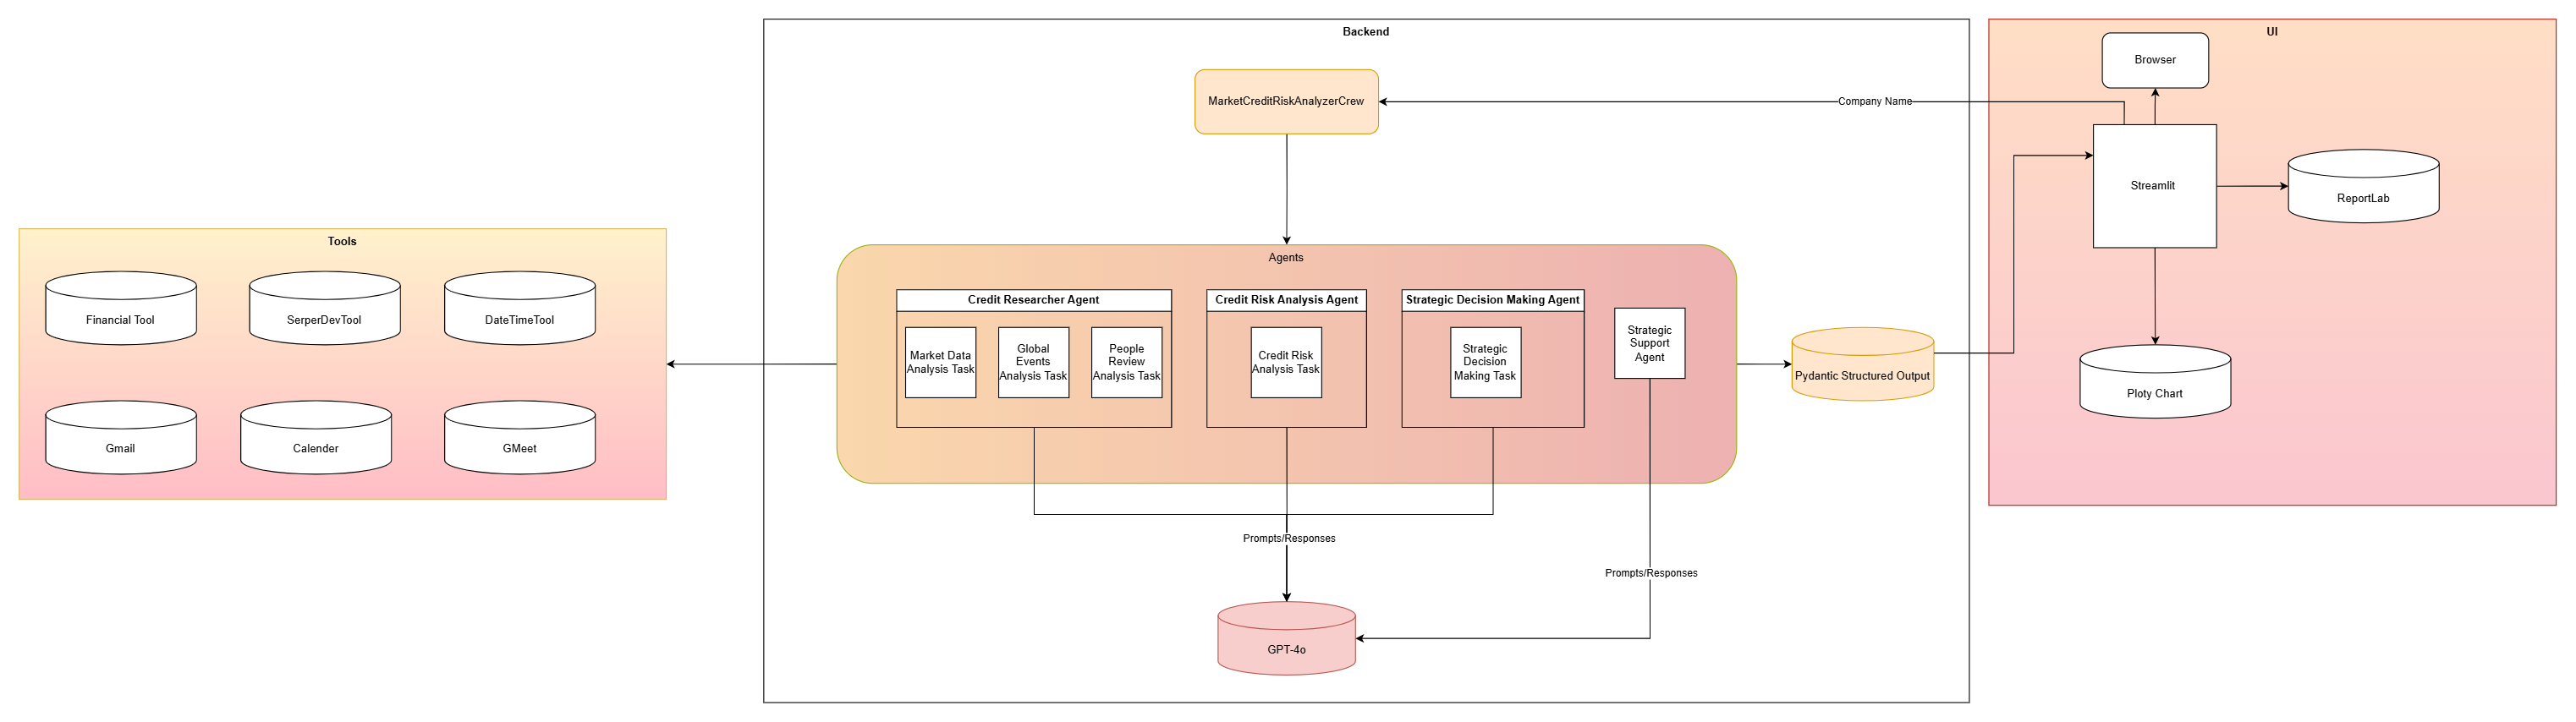 Backend
UI
Browser
MarketCreditRiskAnalyzerCrew
Company Name
Streamlit
ReportLab
Tools
Agents
Credit Researcher Agent
Credit Risk Analysis Agent
Strategic Decision Making Agent
Financial Tool
SerperDevTool
DateTimeTool
Market Data
Analysis Task
Global
Events
Analysis Task
People
Review
Analysis Task
Credit Risk
Analysis Task
Strategic
Decision
Making Task
Strategic
Support
Agent
Pydantic Structured Output
Ploty Chart
Gmail
Calender
GMeet
Prompts/Responses
Prompts/Responses
GPT-4o